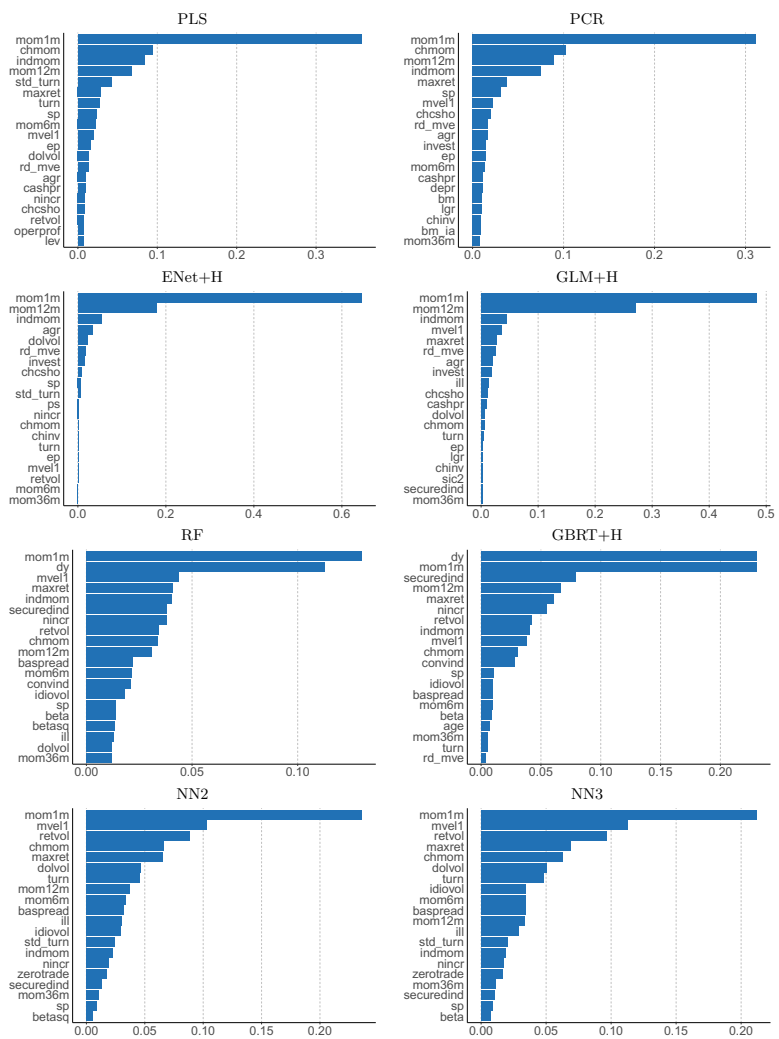 PLS
mom1m
chmom
indmom
mom12m
std_turn
maxret
turn
sp
mom6m
mvel1
ep
dolvol
rd_mve
agr
cashpr
nincr
chcsho
retvol
operprof
lev
0.0 0.1 0.2 0.3
PCR
mom1m
chmom
mom12m
indmom
maxret
sp
mvel1
chcsho
rd_mve
agr
invest
ep
mom6m
cashpr
depr
bm
lgr
chinv
bm_ia
mom36m
0.0 0.1 0.2 0.3
ENet+H
mom1m
mom12m
indmom
agr
dolvol
rd_mve
invest
chcsho
sp
std_turn
ps
nincr
chmom
chinv
turn
ep
mvel1
retvol
mom6m
mom36m
0.0 0.2 0.4 0.6
GLM+H
mom1m
mom12m
indmom
mvel1
maxret
rd_mve
agr
invest
ill
chcsho
cashpr
dolvol
chmom
turn
ep
lgr
chinv
sic2
securedind
mom36m
0.0 0.1 0.2 0.3 0.4 0.5
RF
mom1m
dy
mvel1
maxret
indmom
securedind
nincr
retvol
chmom
mom12m
baspread
mom6m
convind
idiovol
sp
beta
betasq
ill
dolvol
mom36m
0.00 0.10
GBRT+H
dy
mom1m
securedind
mom12m
maxret
nincr
retvol
indmom
mvel1
chmom
convind
sp
idiovol
baspread
mom6m
beta
age
mom36m
turn
rd_mve
0.00 0.05 0.10 0.15 0.20
NN2
mom1m
mvel1
retvol
chmom
maxret
dolvol
turn
mom12m
mom6m
baspread
ill
idiovol
std_turn
indmom
nincr
zerotrade
securedind
mom36m
sp
betasq
0.00 0.05 0.10 0.15 0.20
NN3
mom1m
mvel1
retvol
maxret
chmom
dolvol
turn
idiovol
mom6m
baspread
mom12m
ill
std_turn
indmom
nincr
zerotrade
mom36m
securedind
sp
beta
0.00 0.05 0.10 0.15 0.20